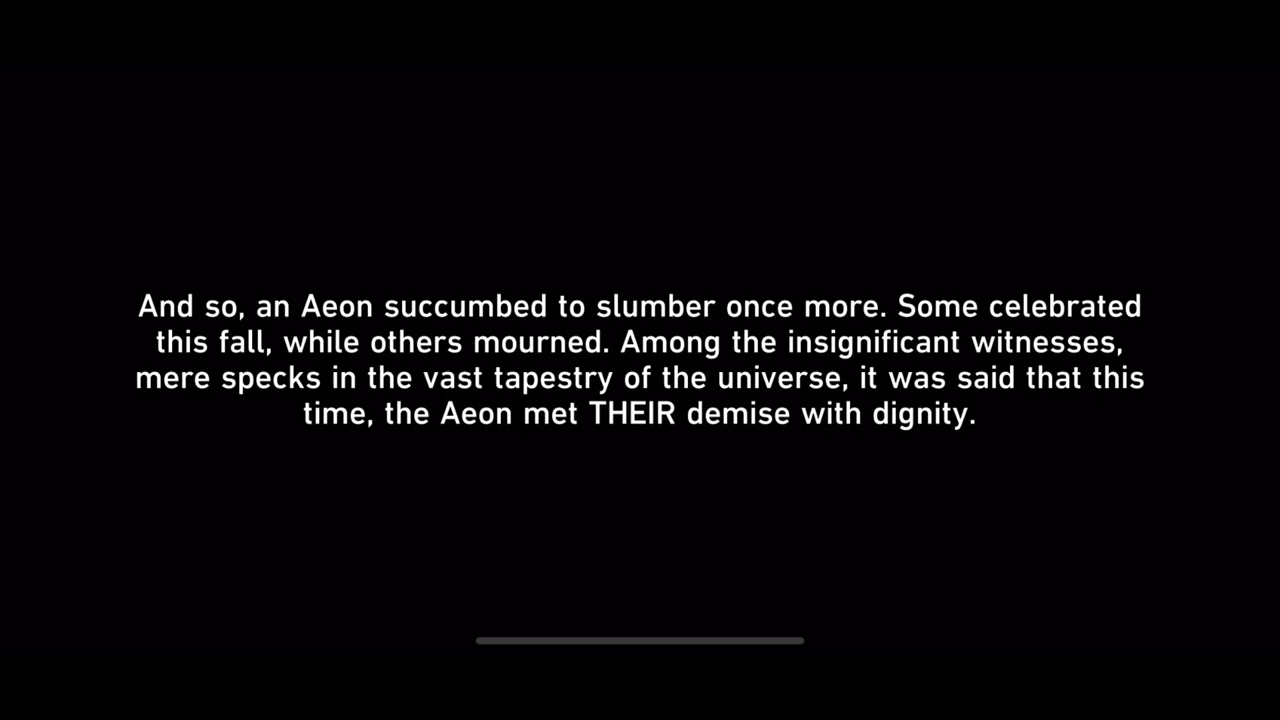 And so, an Aeon succumbed to slumber once more. Some celebrated
this fall, while others mourned. Among the insignificant witnesses,
mere specks in the vast tapestry of the universe, it was said that this
time, the Aeon met THEIR demise with dignity.